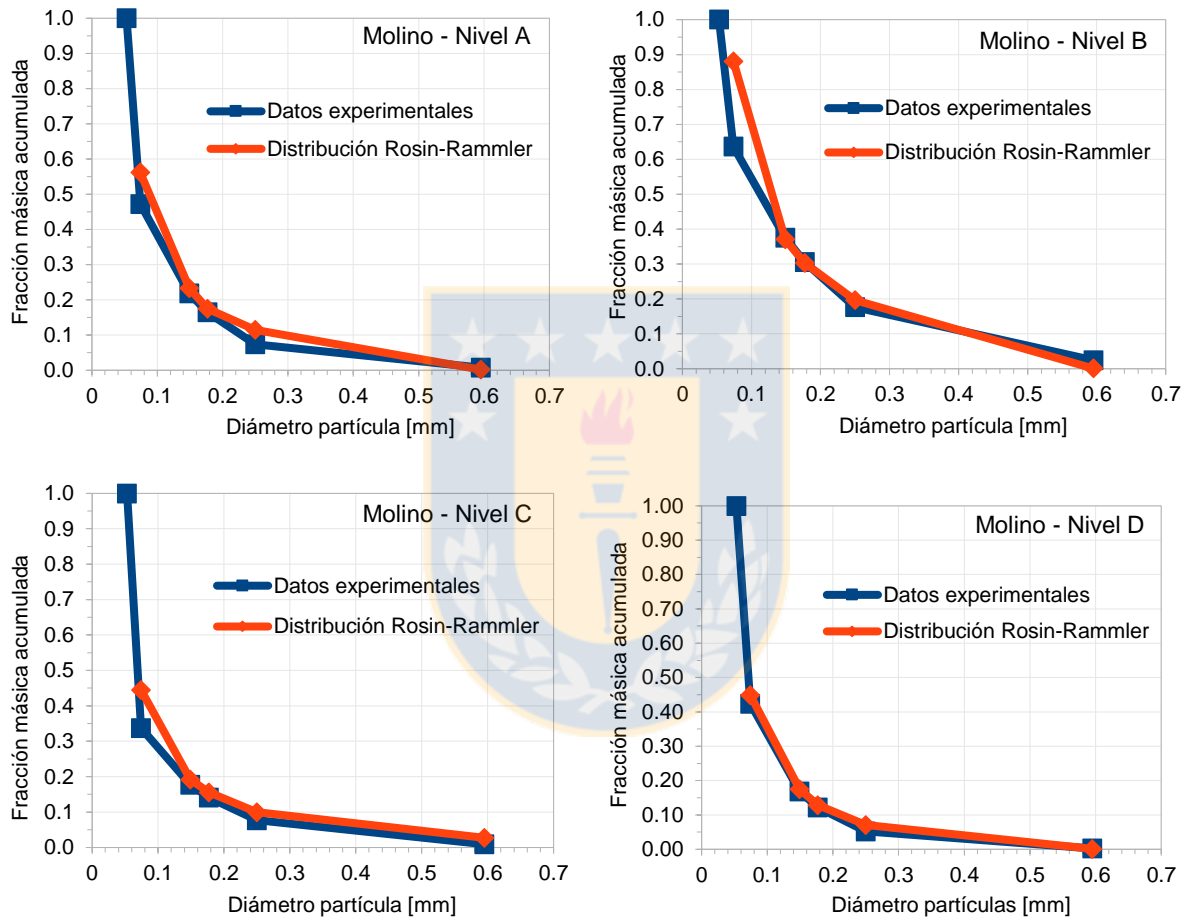 Molino - Nivel A
Fracción másica acumulada
1.0
0.9
0.8
0.7
0.6
0.5
0.4
0.3
0.2
0.1
0.0
Datos experimentales
Distribución Rosin-Rammler
0 0.1 0.2 0.3 0.4 0.5 0.6 0.7
Diámetro partícula [mm]
Molino - Nivel B
Fracción másica acumulada
1.0
0.9
0.8
0.7
0.6
0.5
0.4
0.3
0.2
0.1
0.0
Datos experimentales
Distribución Rosin-Rammler
0 0.1 0.2 0.3 0.4 0.5 0.6 0.7
Diámetro partícula [mm]
Molino - Nivel C
Fracción másica acumulada
1.0
0.9
0.8
0.7
0.6
0.5
0.4
0.3
0.2
0.1
0.0
Datos experimentales
Distribución Rosin-Rammler
0 0.1 0.2 0.3 0.4 0.5 0.6 0.7
Diámetro partícula [mm]
Molino - Nivel D
Fracción másica acumulada
1.00
0.90
0.80
0.70
0.60
0.50
0.40
0.30
0.20
0.10
0.00
Datos experimentales
Distribución Rosin-Rammler
0 0.1 0.2 0.3 0.4 0.5 0.6 0.7
Diámetro partículas [mm]